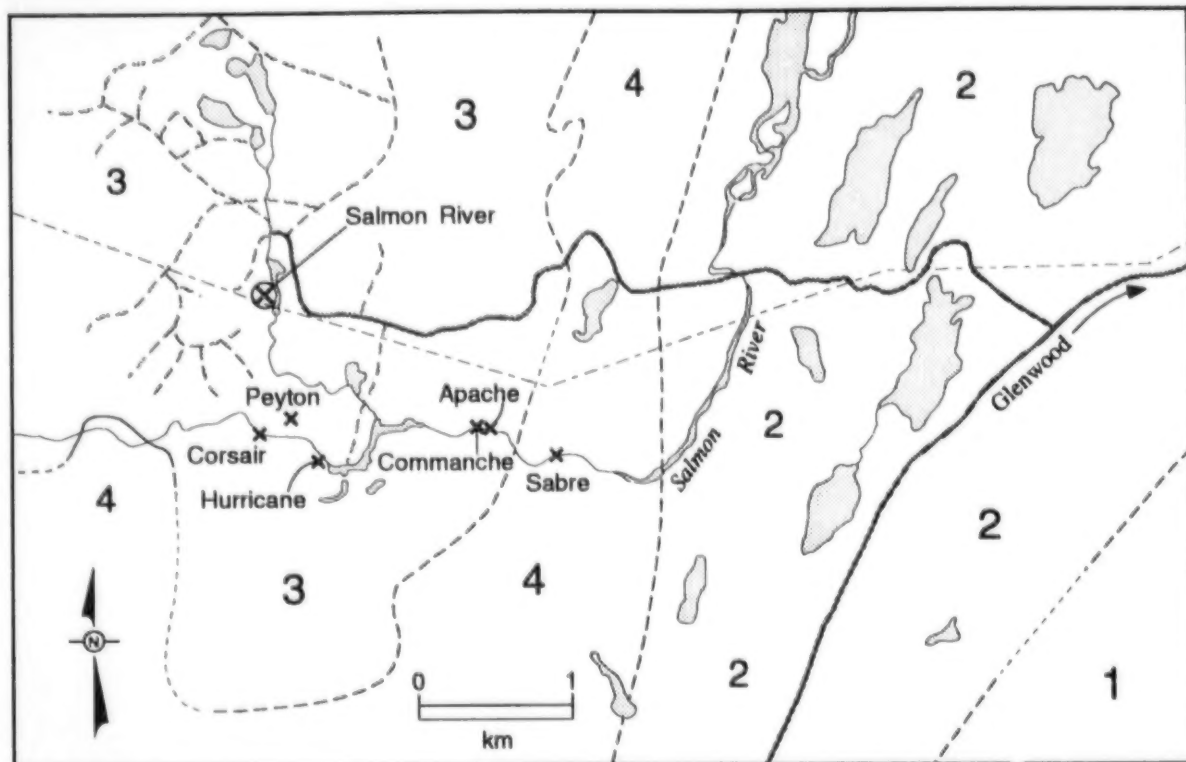 4
2
3
3
Salmon River
Peyton
Apache
River
Glenwood
Corsair
Commanche
Salmon
2
Hurricane
Sabre
4
2
3
4
N
0 1
2
1
km